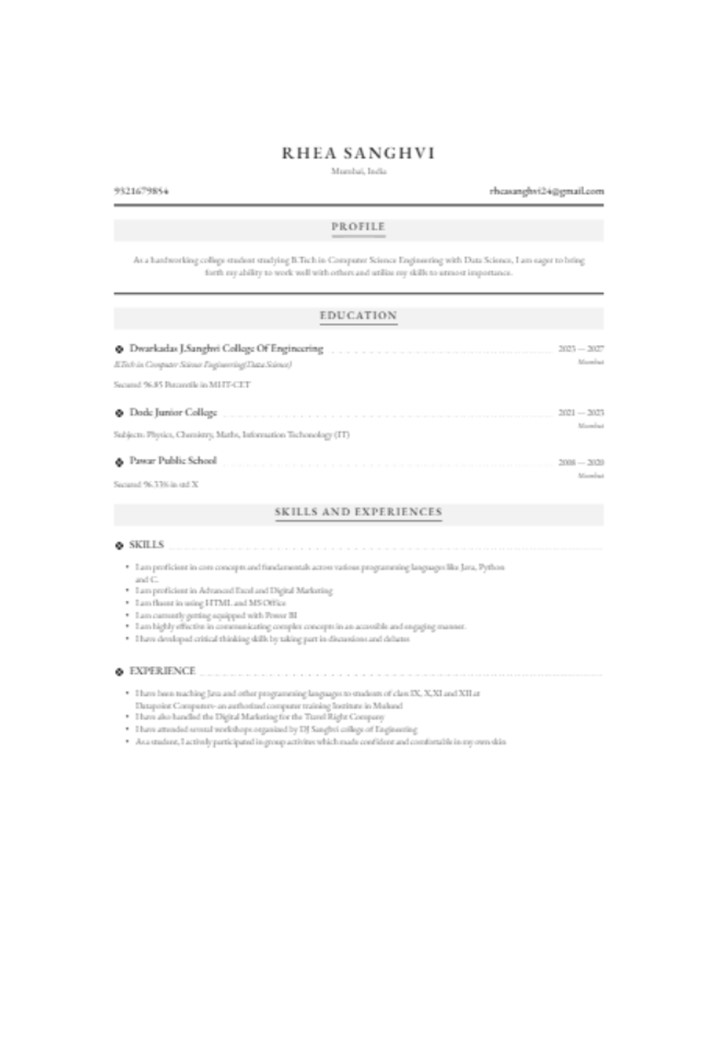 RHEA SANGHVI
Mumbai, India
9321679854
rheasanghvi24@gmail.com
PROFILE
As a hardworking college student studying B.Tech in Computer Science Engineering with Data Science, I am eager to bring
forth my ability to work well with others and utilize my skills to utmost importance.
EDUCATION
Dwarkadas J.Sanghvi College Of Engineering 2023 — 2027
B.Tech in Computer Science Engineering(Data Science) Mumbai
Secured 96.85 Percentile in MHT-CET
Dode Junior College 2021 — 2023
Mumbai
Subjects: Physics, Chemistry, Maths, Information Techonology (IT)
Pawar Public School 2008 — 2020
Mumbai
Secured 96.33% in std X
SKILLS AND EXPERIENCES
SKILLS
• I am proficient in core concepts and fundamentals across various programming languages like Java, Python
and C.
• I am proficient in Advanced Excel and Digital Marketing
• I am fluent in using HTML and MS Office
• I am currently getting equipped with Power BI
• I am highly effective in communicating complex concepts in an accesible and engaging manner.
• I have developed critical thinking skills by taking part in discussions and debates
EXPERIENCE
• I have been teaching Java and other programming languages to students of class IX, X,XI and XII at
Datapoint Computers- an authorized computer training Institute in Mulund
• I have also handled the Digital Marketing for the Travel Right Company
• I have attended several workshops organised by DJ Sanghvi college of Engineering
• As a student, I actively participated in group activites which made confident and comfortable in my own skin